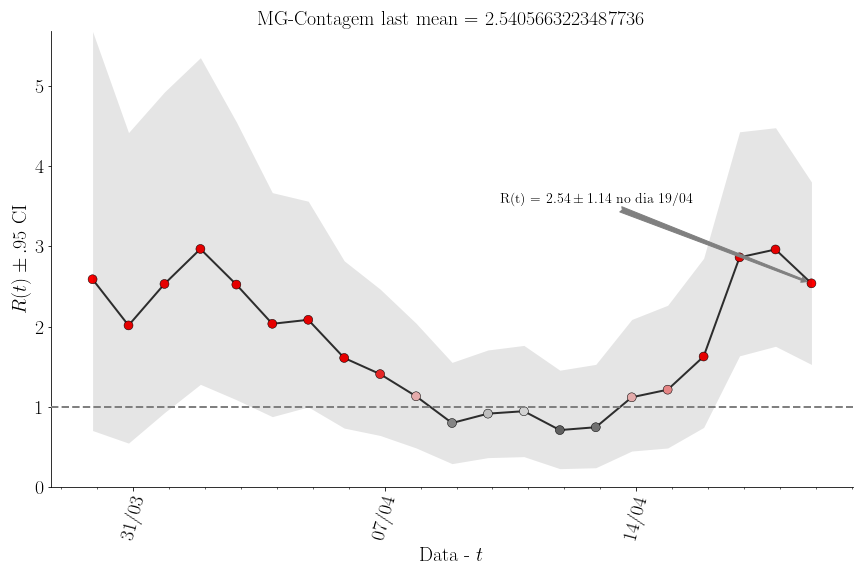 MG-Contagem last mean = 2.5405663223487736
R(t) ± .95 CI
5
4
R(t) = 2.54 ± 1.14 no dia 19/04
3
2
1
0
31/03
07/04
14/04
Data - t